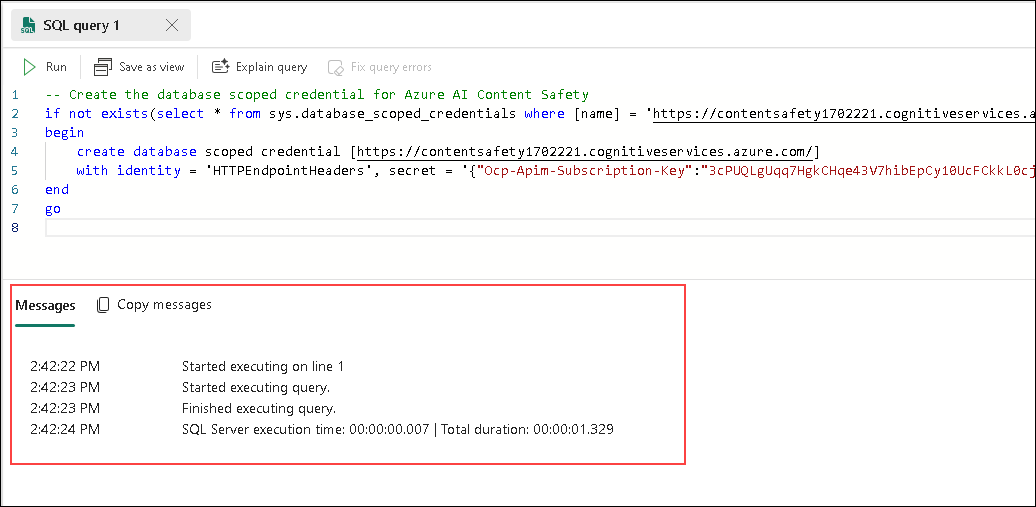 SQL query 1
Run Save as view Explain query Fix query errors
1 -- Create the database scoped credential for Azure AI Content Safety
2 if not exists(select * from sys.database_scoped_credentials where [name] = 'https://contentsafety1702221.cognitiveservices.a
3 begin
4 create database scoped credential [https://contentsafety1702221.cognitiveservices.azure.com/]
5 with identity = 'HTTPEndpointHeaders', secret = '{"Ocp-Apim-Subscription-Key":"3cPUQLgUqq7HgkCHqe43V7hibEpCy10UcFCkkL0cj
6 end
7 go
8
Messages Copy messages
2:42:22 PM Started executing on line 1
2:42:23 PM Started executing query.
2:42:23 PM Finished executing query.
2:42:24 PM SQL Server execution time: 00:00:00.007 | Total duration: 00:00:01.329